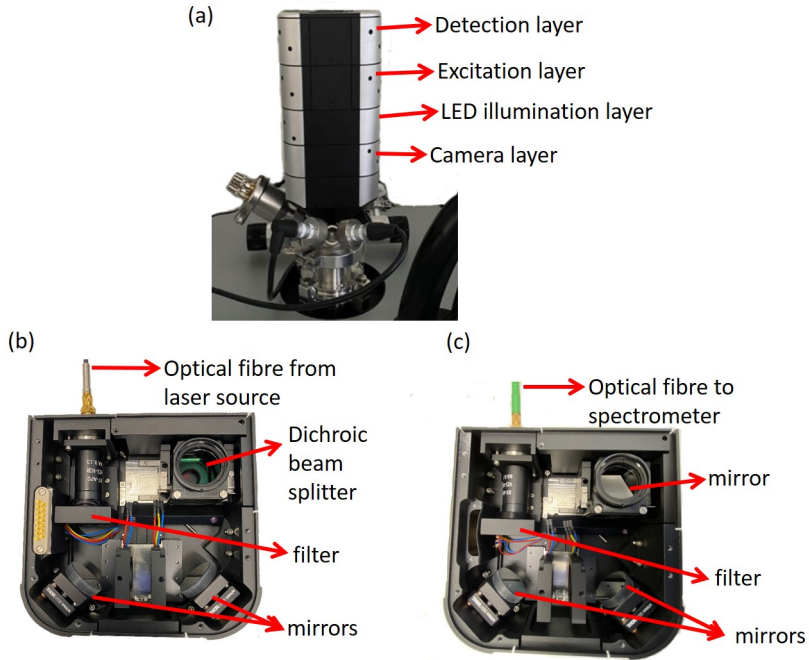 (a)
Detection layer
Excitation layer
LED illumination layer
Camera layer
(b)
Optical fibre from
laser source
Dichroic
beam
splitter
filter
mirrors
(c)
Optical fibre to
spectrometer
mirror
filter
mirrors